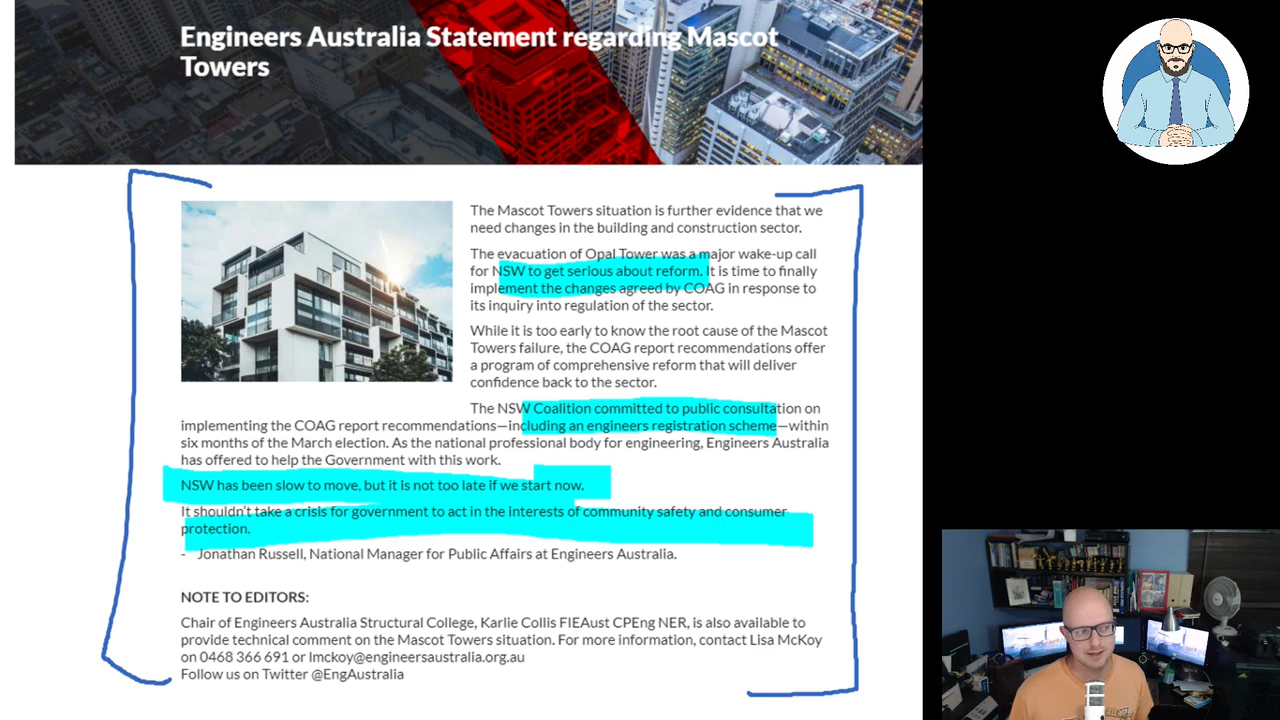 Engineers Australia Statement regarding Mascot
Towers
The Mascot Towers situation is further evidence that we
need changes in the building and construction sector.
The evacuation of Opal Tower was a major wake-up call
for NSW to get serious about reform. It is time to finally
implement the changes agreed by COAG in response to
its inquiry into regulation of the sector.
While it is too early to know the root cause of the Mascot
Towers failure, the COAG report recommendations offer
a program of comprehensive reform that will deliver
confidence back to the sector.
The NSW Coalition committed to public consultation on
implementing the COAG report recommendations—including an engineers registration scheme—within
six months of the March election. As the national professional body for engineering, Engineers Australia
has offered to help the Government with this work.
NSW has been slow to move, but it is not too late if we start now.
It shouldn't take a crisis for government to act in the interests of community safety and consumer
protection.
- Jonathan Russell, National Manager for Public Affairs at Engineers Australia.
NOTE TO EDITORS:
Chair of Engineers Australia Structural College, Karlie Collis FIEAust CPEng NER, is also available to
provide technical comment on the Mascot Towers situation. For more information, contact Lisa McKoy
on 0468 366 691 or lmckoy@engineersaustralia.org.au
Follow us on Twitter @EngAustralia